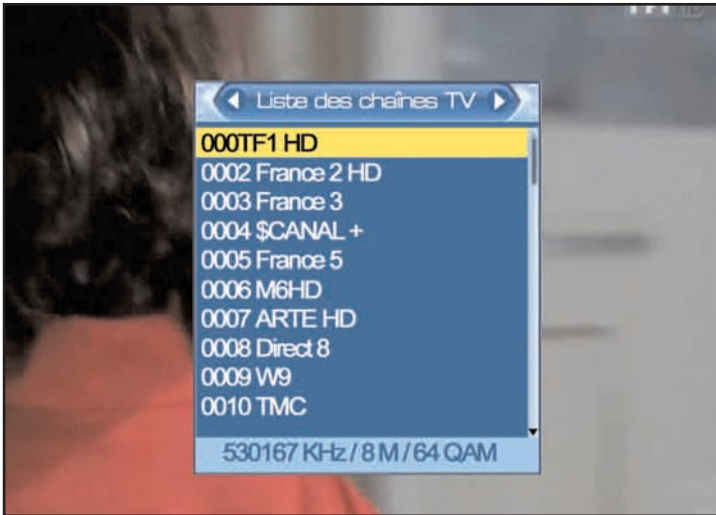 Liste des chaînes TV
000TF1 HD
0002 France 2 HD
0003 France 3
0004 $CANAL +
0005 France 5
0006 M6HD
0007 ARTE HD
0008 Direct 8
0009 W9
0010 TMC
530167 KHz / 8 M / 64 QAM